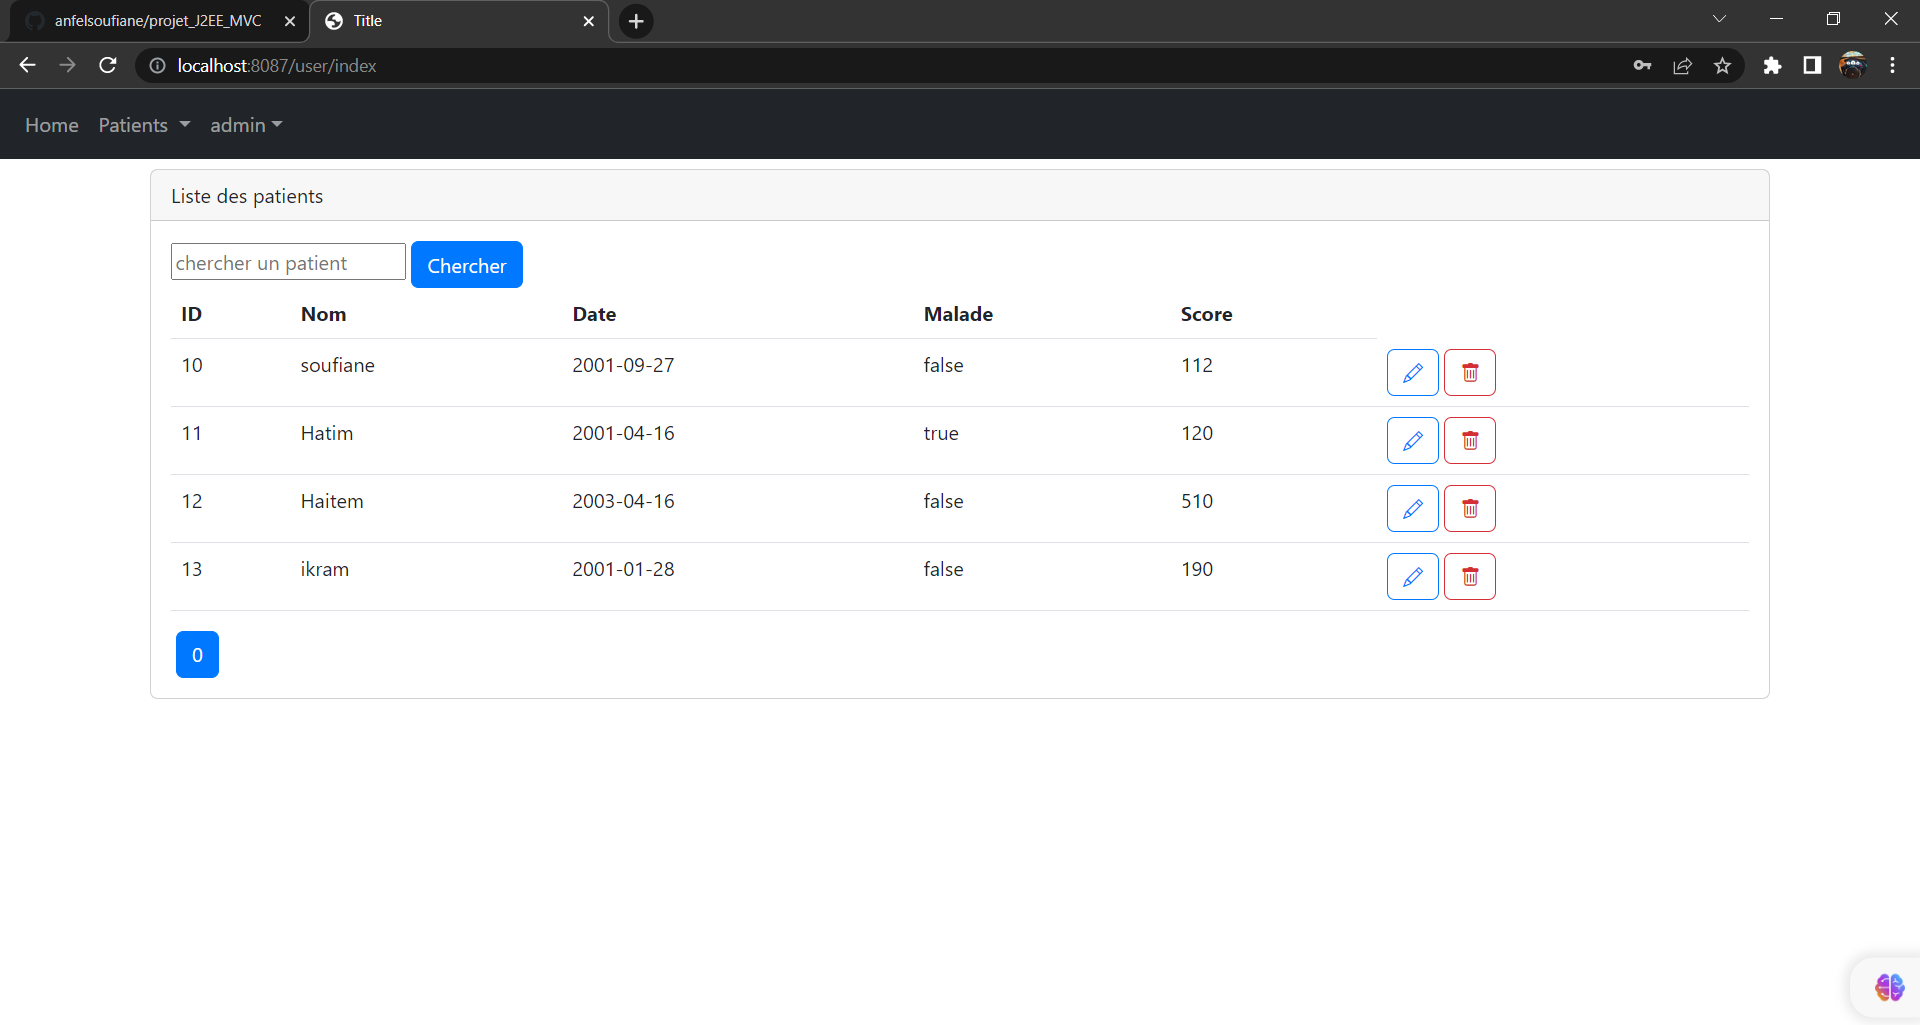 anfelsoufiane/projet_J2EE_MVC
Title
localhost:8087/user/index
Home Patients admin
Liste des patients
chercher un patient Chercher
ID Nom Date Malade Score
10 soufiane 2001-09-27 false 112
11 Hatim 2001-04-16 true 120
12 Haitem 2003-04-16 false 510
13 ikram 2001-01-28 false 190
0